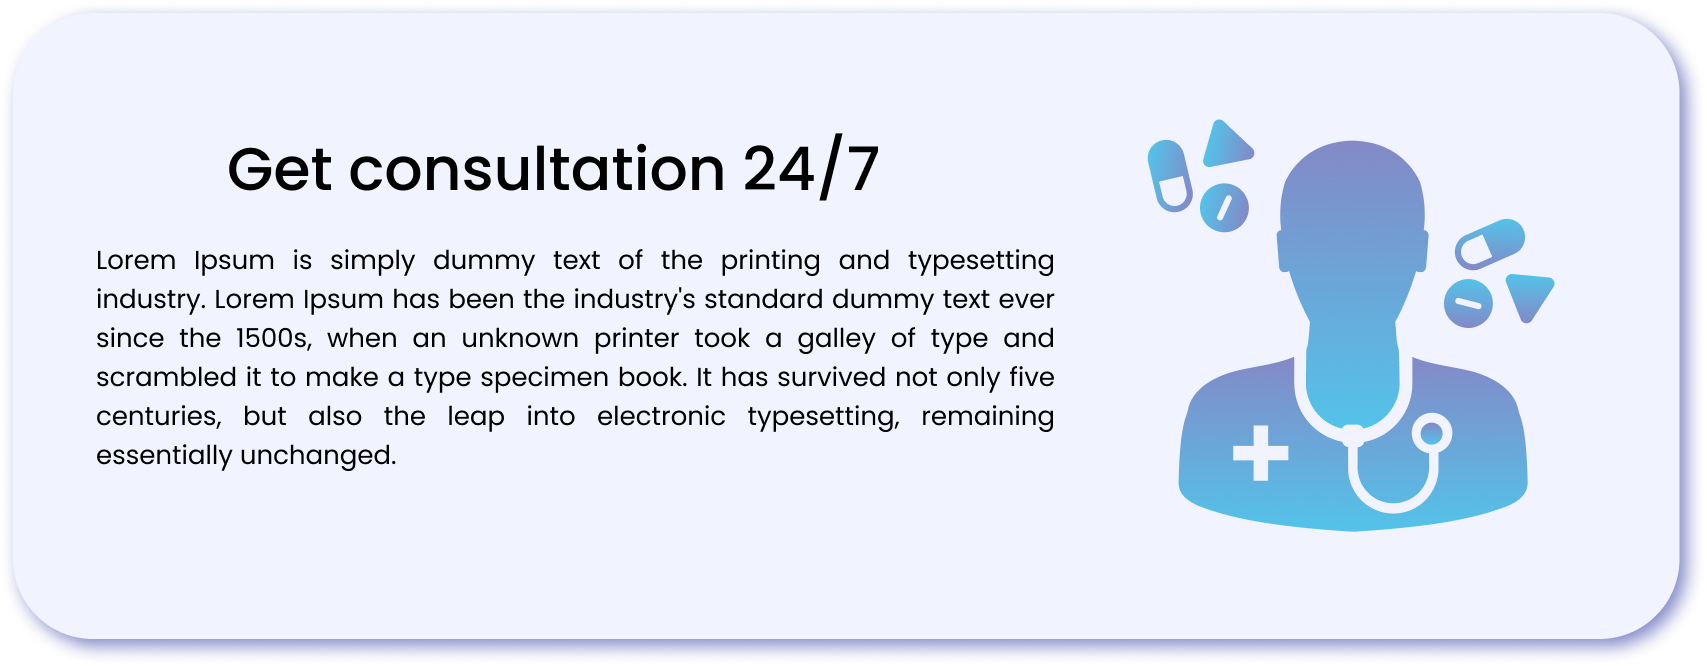 Get consultation 24/7
Lorem Ipsum is simply dummy text of the printing and typesetting
industry. Lorem Ipsum has been the industry's standard dummy text ever
since the 1500s, when an unknown printer took a galley of type and
scrambled it to make a type specimen book. It has survived not only five
centuries, but also the leap into electronic typesetting, remaining
essentially unchanged.